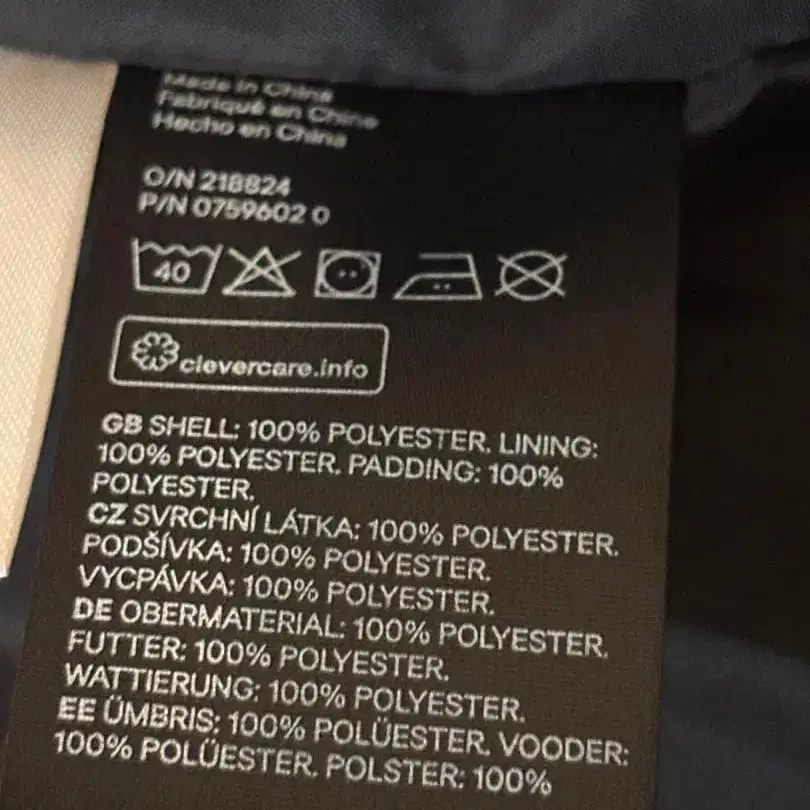 Made in China
Fabriqué en Chine
Hecho en China
O/N 218824
P/N 0759602 0
40
clevercare.info
GB SHELL: 100% POLYESTER. LINING:
100% POLYESTER. PADDING: 100%
POLYESTER.
CZ SVRCHNÍ LÁTKA: 100% POLYESTER.
PODŠÍVKA: 100% POLYESTER.
VYCPÁVKA: 100% POLYESTER.
DE OBERMATERIAL: 100% POLYESTER.
FUTTER: 100% POLYESTER.
WATTIERUNG: 100% POLYESTER.
EE ÜMBRIS: 100% POLÜESTER. VOODER:
100% POLÜESTER. POLSTER: 100%